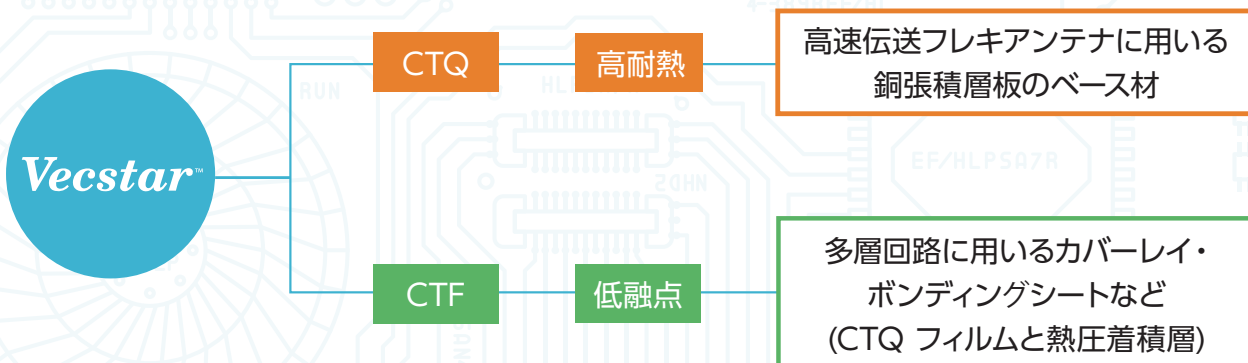 Vecstar™
CTQ
高耐熱
高速伝送フレキアンテナに用いる
銅張積層板のベース材
CTF
低融点
多層回路に用いるカバーレイ・
ボンディングシートなど
(CTQ フィルムと熱圧着積層)
RUN
EF/HLPSA7R